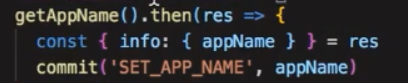 getAppName().then(res => {
const { info: { appName } } = res
commit('SET_APP_NAME', appName)